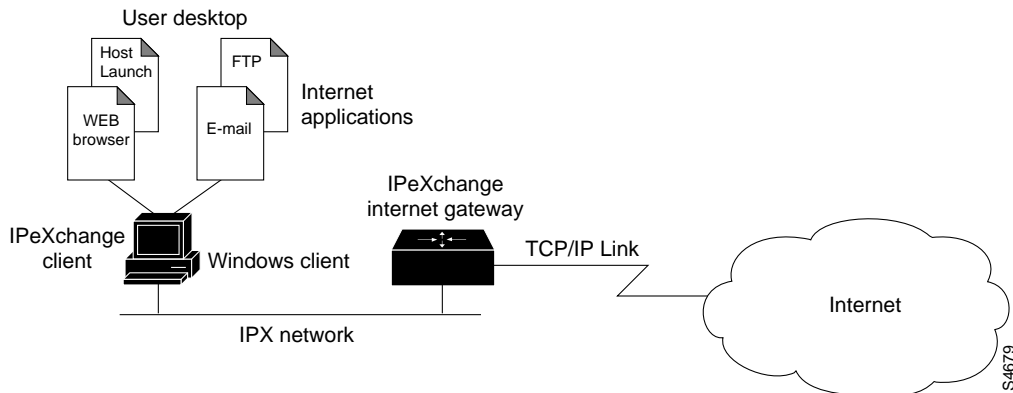 User desktop
Host
Launch
FTP
WEB
browser
E-mail
Internet
applications
IPeXchange
internet gateway
IPeXchange
client
Windows client
TCP/IP Link
Internet
IPX network
S4679